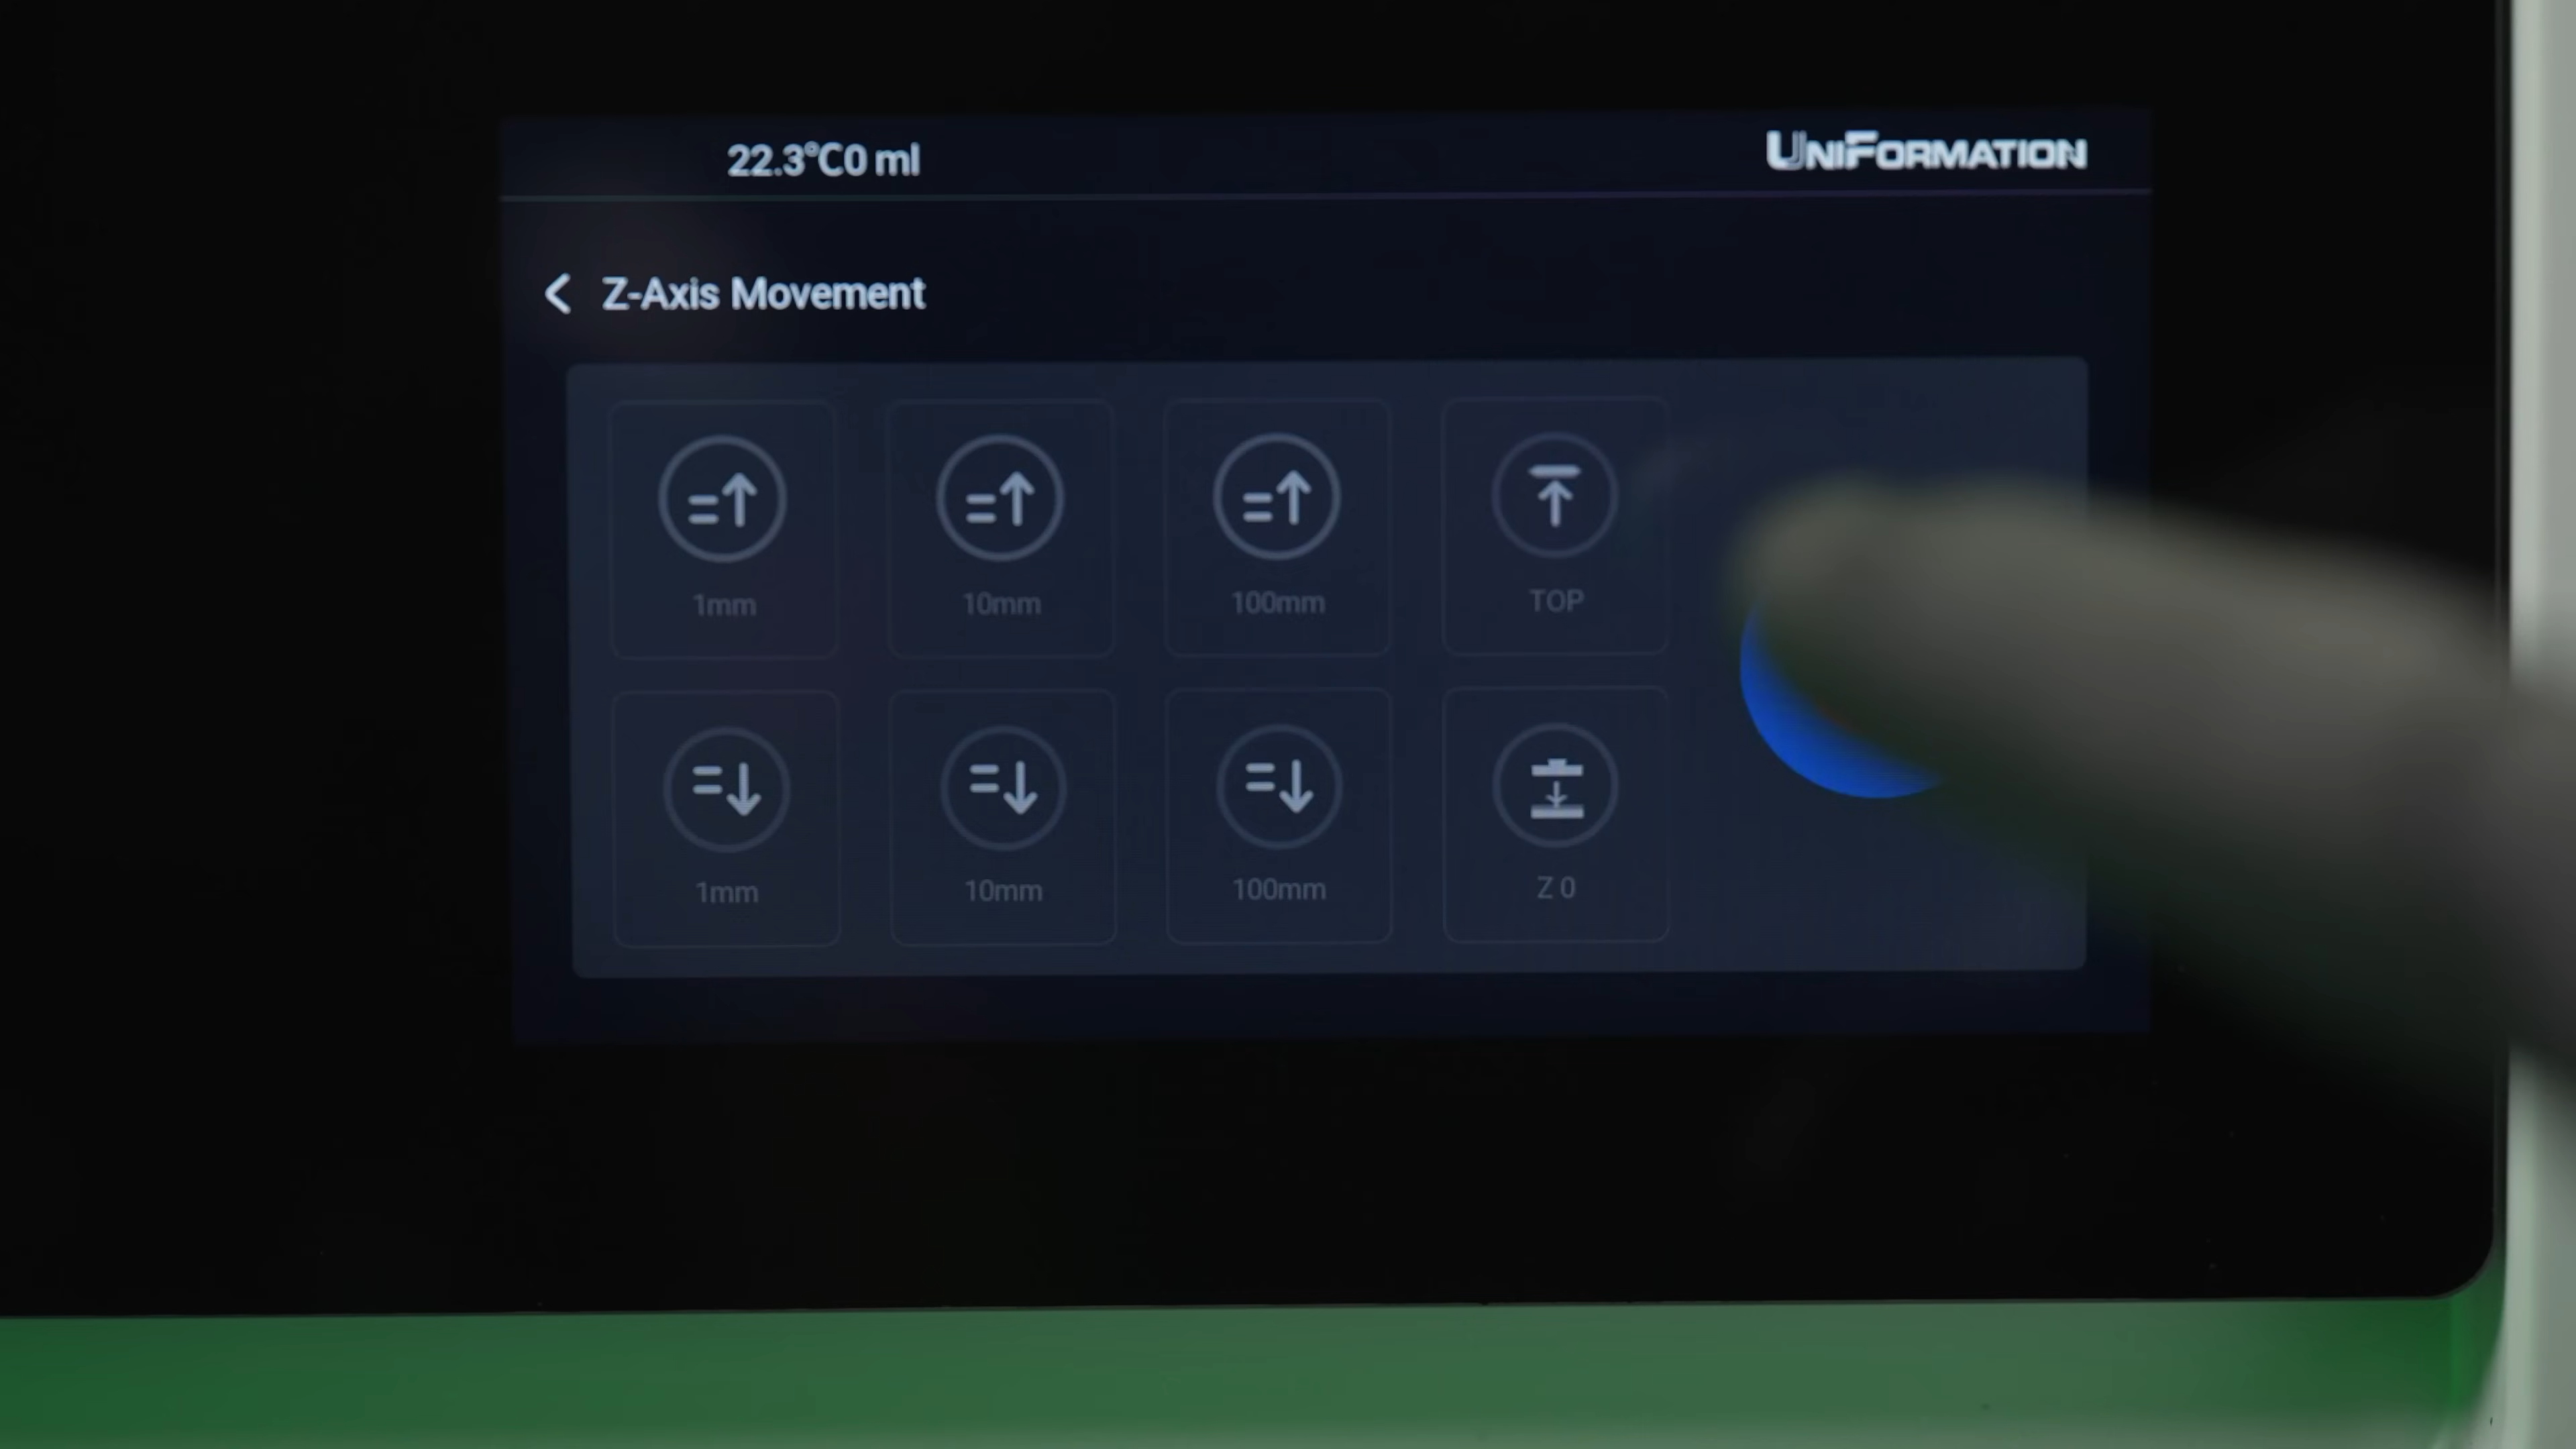 22.3°C0 ml
UNIFORMATION
Z-Axis Movement
1mm
10mm
100mm
TOP
1mm
10mm
100mm
Z 0